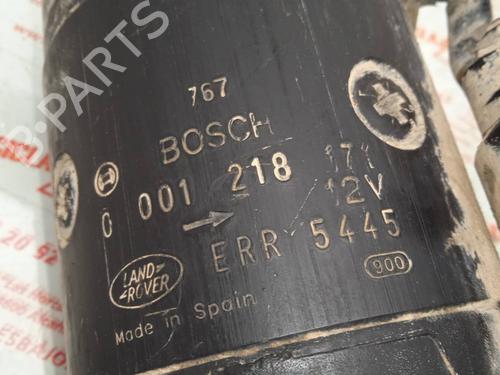 767
BOSCH
0 001 218 171
12V
ERR 5445
LAND
ROVER
900
Made in Spain
B-PARTS